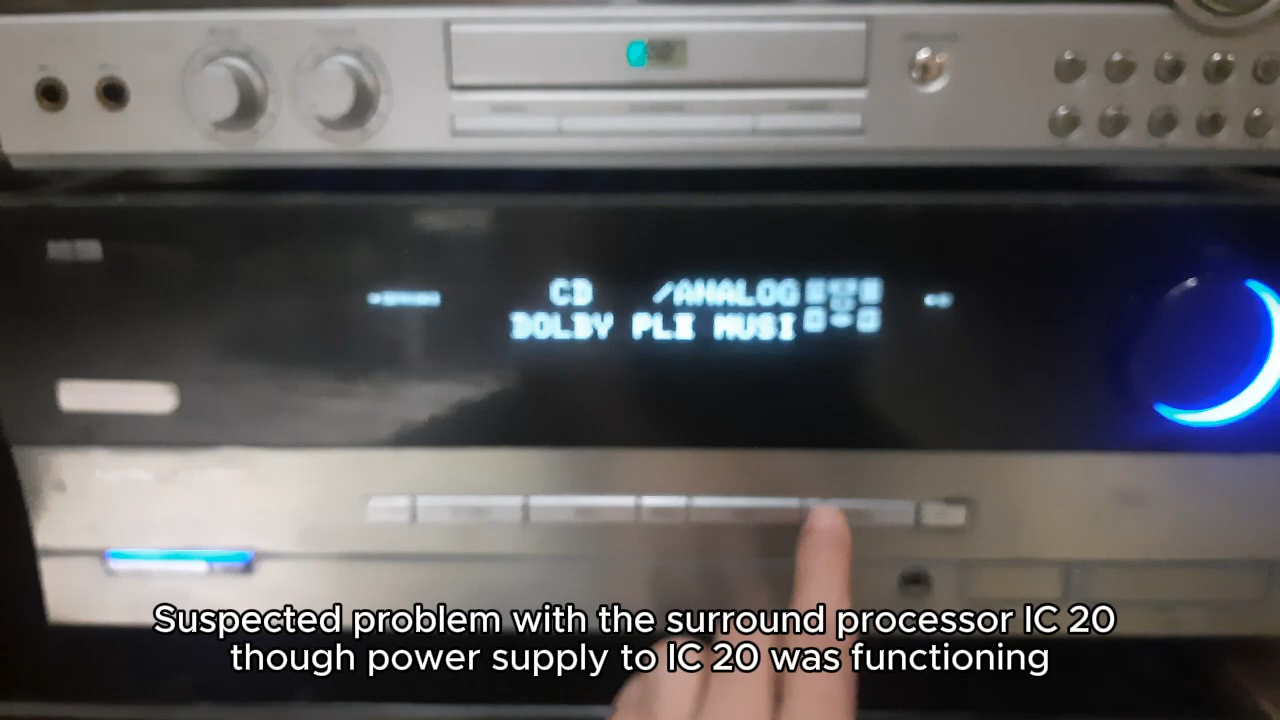 CD /ANALOG
DOLBY PLII MUSI
Suspected problem with the surround processor IC 20
though power supply to IC 20 was functioning